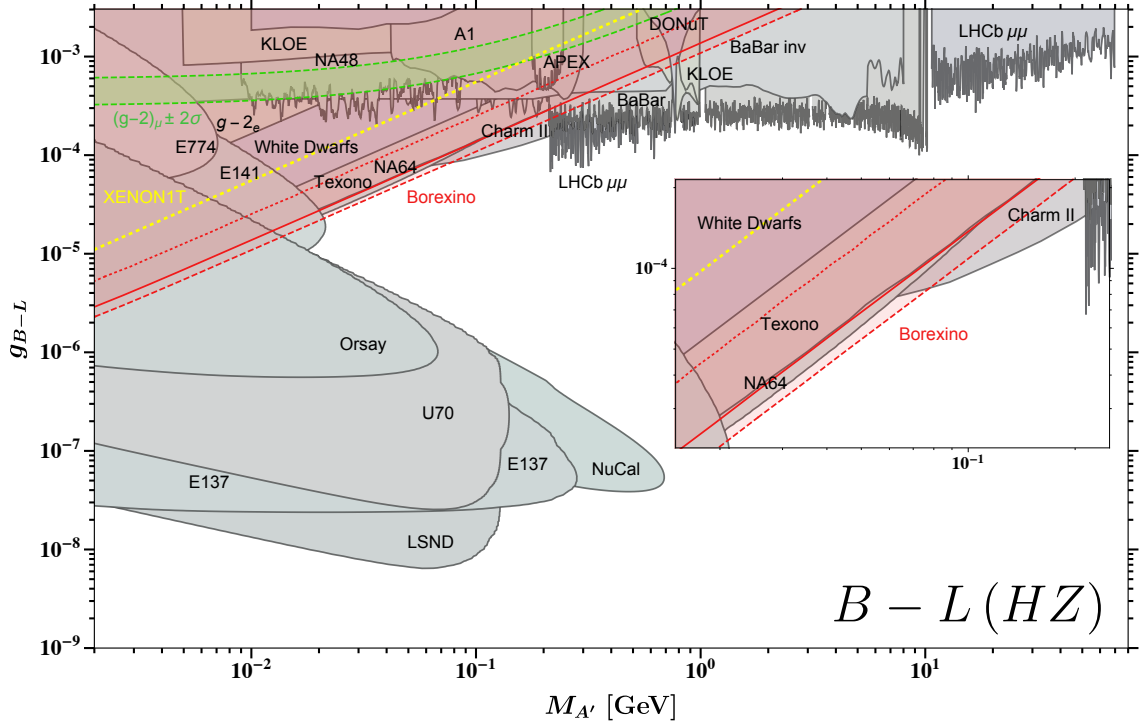 10⁻³
10⁻⁴
10⁻⁵
10⁻⁶
10⁻⁷
10⁻⁸
10⁻⁹
g_{B−L}
KLOE
A1
NA48
DONuT
APEX
BaBar inv
KLOE
BaBar
LHCb μμ
(g-2)_μ ± 2σ
g − 2_e
E774
White Dwarfs
Charm II
E141
NA64
Texono
LHCb μμ
XENON1T
Borexino
Orsay
U70
E137
E137
NuCal
LSND
10⁻⁴
White Dwarfs
Charm II
Texono
Borexino
NA64
10⁻¹
B − L (HZ)
10⁻² 10⁻¹ 10⁰ 10¹
M_{A′} [GeV]